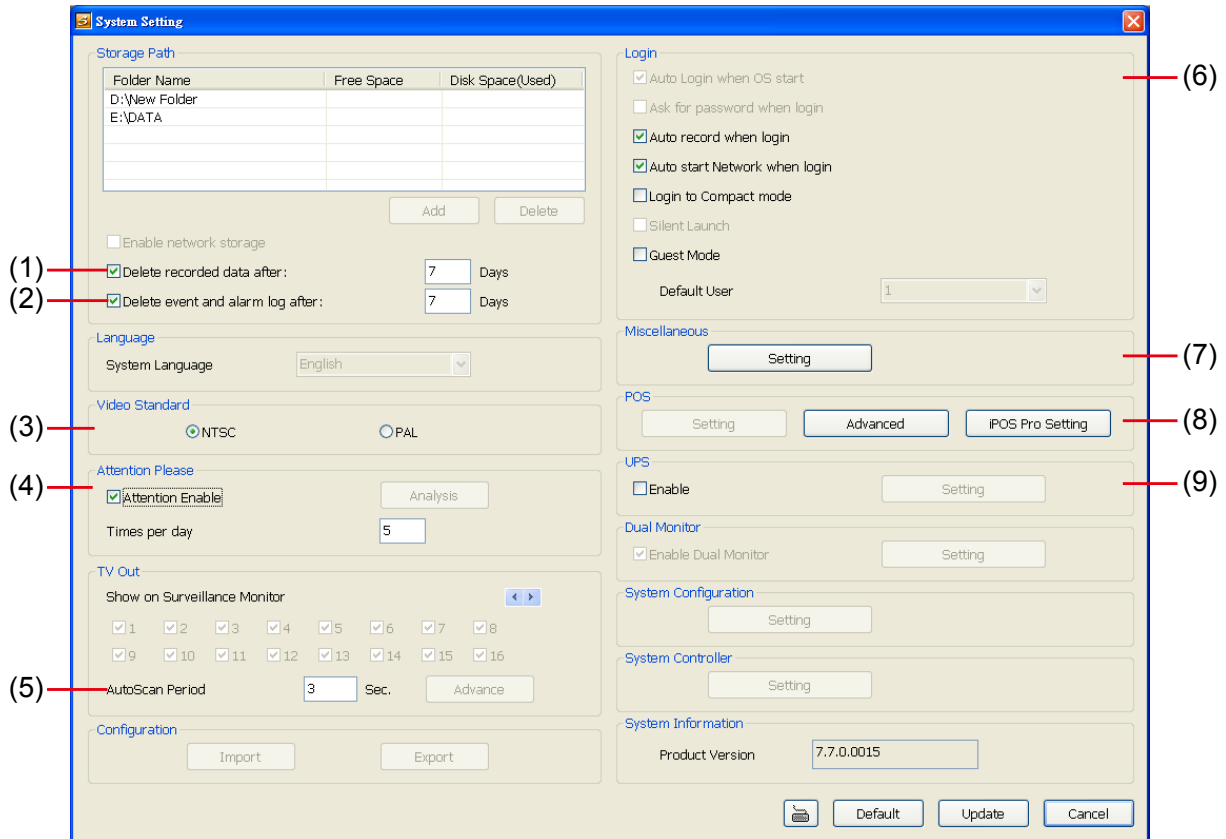 System Setting
Storage Path
Folder Name Free Space Disk Space(Used)
D:\New Folder
E:\DATA
Add Delete
Enable network storage
(1) Delete recorded data after: 7 Days
(2) Delete event and alarm log after: 7 Days
Language
System Language English
Video Standard
(3) NTSC PAL
Attention Please
(4) Attention Enable Analysis
Times per day 5
TV Out
Show on Surveillance Monitor
1 2 3 4 5 6 7 8
9 10 11 12 13 14 15 16
(5) AutoScan Period 3 Sec. Advance
Configuration
Import Export
Login
Auto Login when OS start (6)
Ask for password when login
Auto record when login
Auto start Network when login
Login to Compact mode
Silent Launch
Guest Mode
Default User 1
Miscellaneous
Setting (7)
POS
Setting Advanced iPOS Pro Setting (8)
UPS
Enable Setting (9)
Dual Monitor
Enable Dual Monitor Setting
System Configuration
Setting
System Controller
Setting
System Information
Product Version 7.7.0.0015
Default Update Cancel